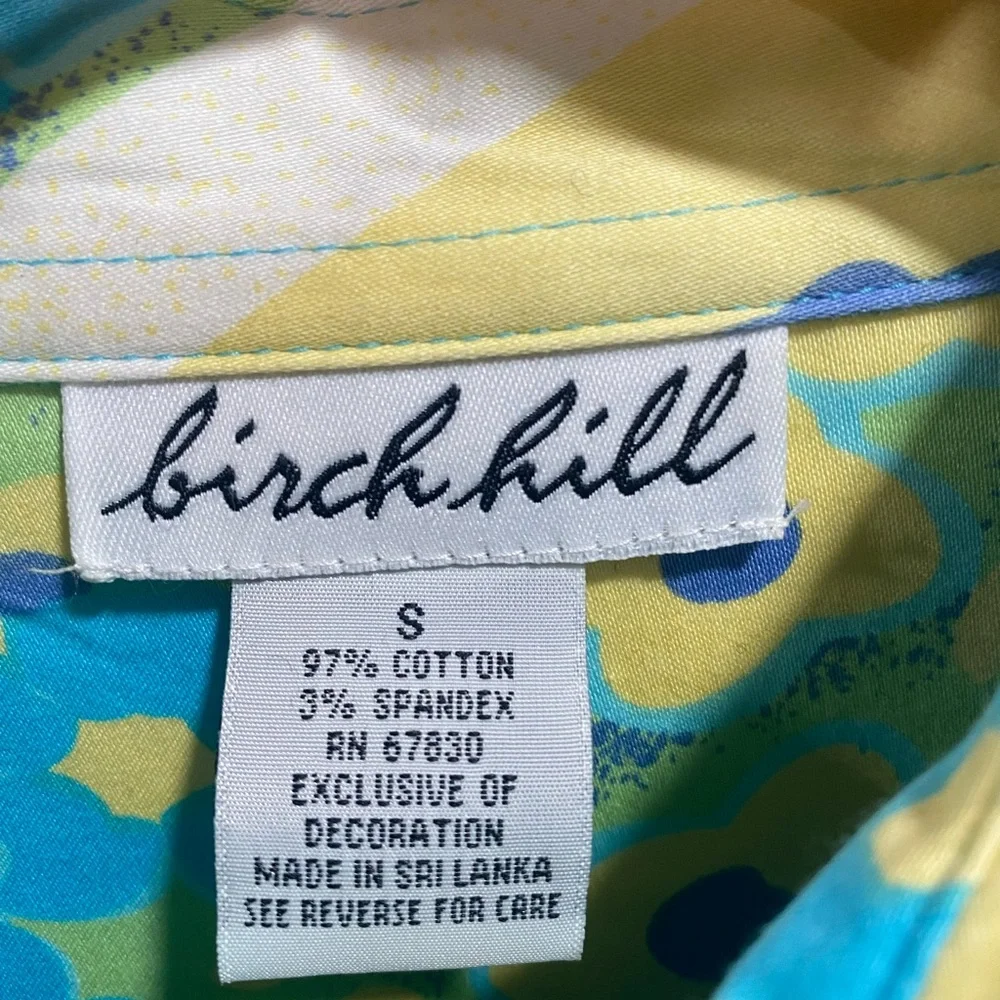 birch hill
S
97% COTTON
3% SPANDEX
RN 67830
EXCLUSIVE OF
DECORATION
MADE IN SRI LANKA
SEE REVERSE FOR CARE